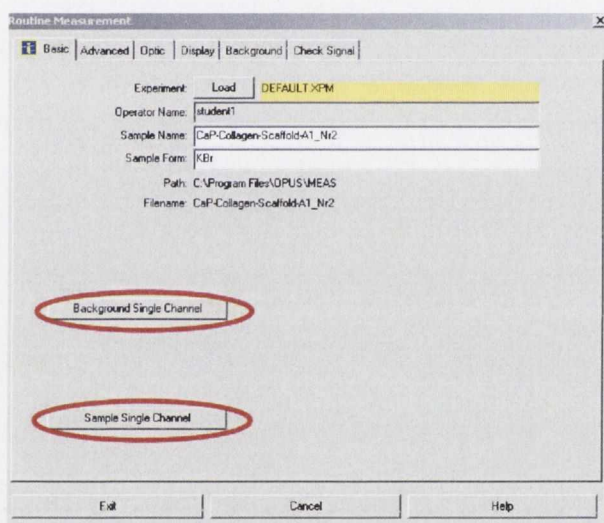 Routine Measurement
Basic Advanced Optic Display Background Check Signal
Experiment: Load DEFAULT.XPM
Operator Name: student1
Sample Name: CaP-Collagen-Scaffold-A1_Nr2
Sample Form: KBr
Path: C:\Program Files\OPUS\MEAS
Filename: CaP-Collagen-Scaffold-A1_Nr2
Background Single Channel
Sample Single Channel
Exit Cancel Help